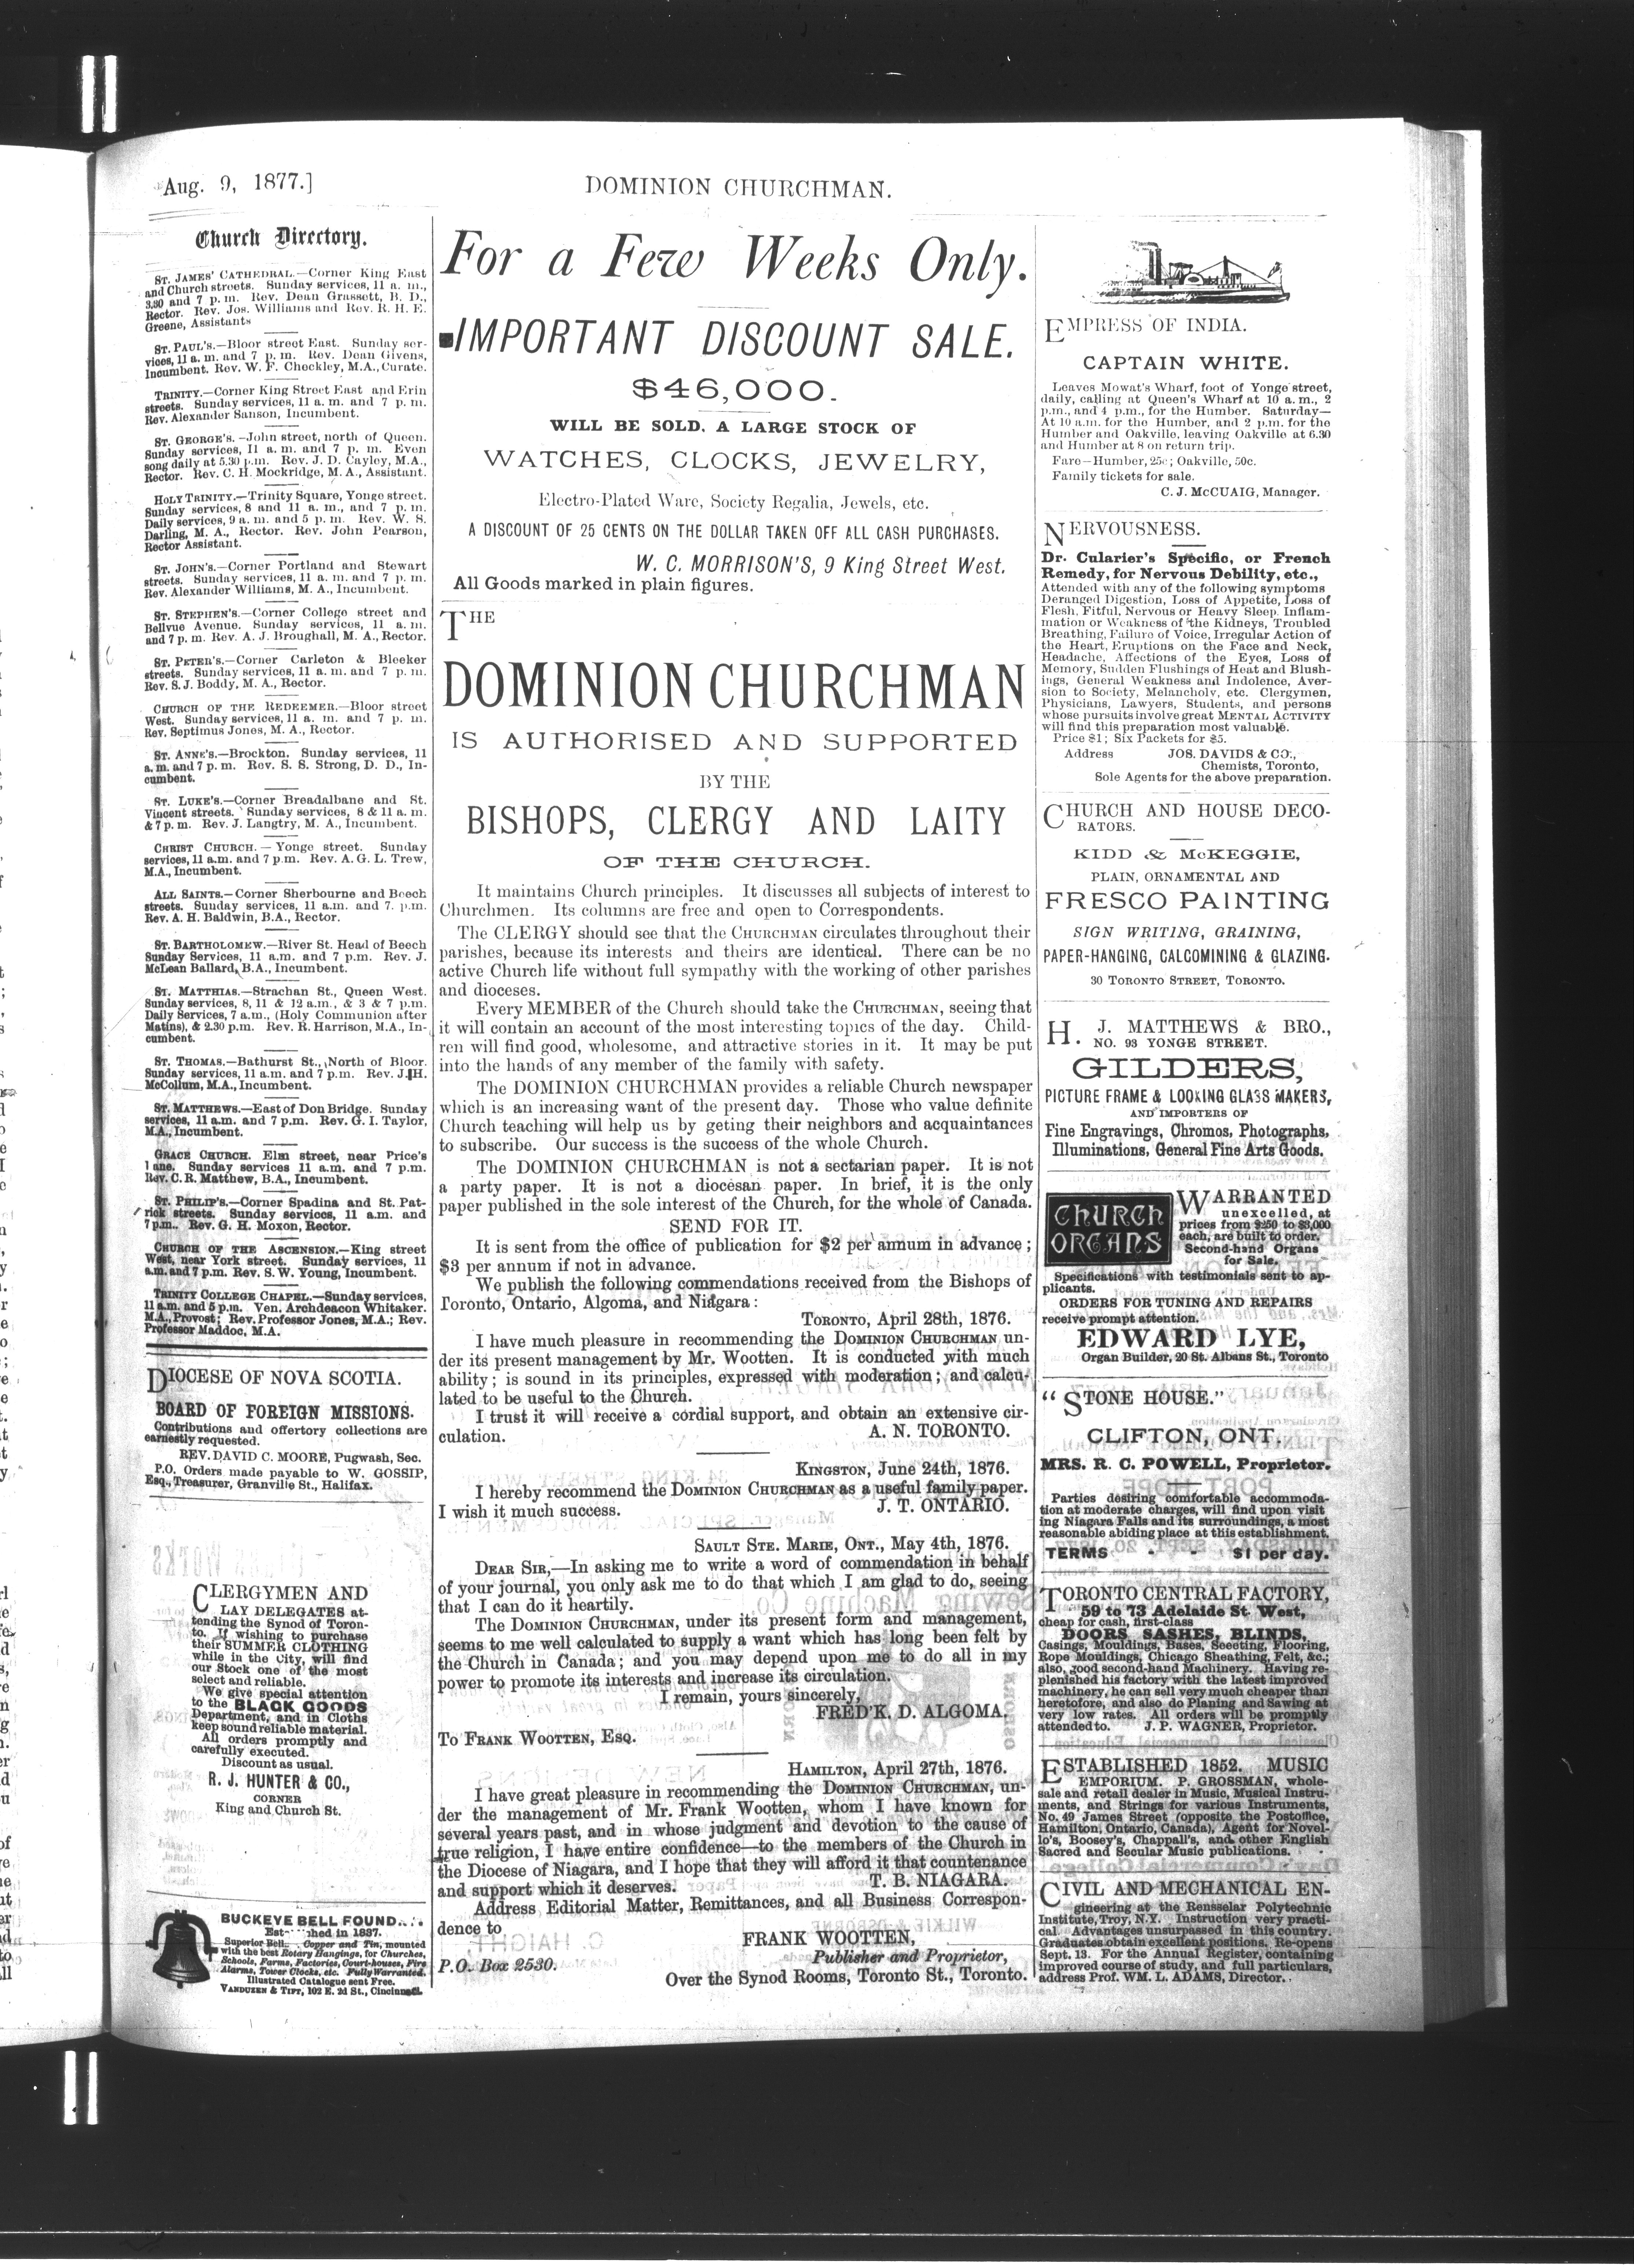 Aug. 9, 1877.]
DOMINION CHURCHMAN.
Church Directory.
ST. JAMES' CATHEDRAL.—Corner King East
and Church streets. Sunday services, 11 a. m.,
3.30 and 7 p. m. Rev. Dean Grassett, B. D.,
Rector. Rev. Jos. Williams and Rev. R. H. E.
Greene, Assistants
ST. PAUL'S.—Bloor street East. Sunday ser-
vices, 11 a. m. and 7 p. m. Rev. Dean Givens,
Incumbent. Rev. W. F. Checkley, M.A., Curate.
TRINITY.—Corner King Street East and Erin
streets. Sunday services, 11 a. m. and 7 p. m.
Rev. Alexander Sanson, Incumbent.
ST. GEORGE'S.—John street, north of Queen.
Sunday services, 11 a. m. and 7 p. m. Even
song daily at 5.30 p.m. Rev. J. D. Cayley, M.A.,
Rector. Rev. C. H. Mockridge, M. A., Assistant.
HOLY TRINITY.—Trinity Square, Yonge street.
Sunday services, 8 and 11 a. m., and 7 p. m.
Daily services, 9 a. m. and 5 p. m. Rev. W. S.
Darling, M. A., Rector. Rev. John Pearson,
Rector Assistant.
ST. JOHN'S.—Corner Portland and Stewart
streets. Sunday services, 11 a. m. and 7 p. m.
Rev. Alexander Williams, M. A., Incumbent.
ST. STEPHEN'S.—Corner College street and
Bellvue Avenue. Sunday services, 11 a. m.
and 7 p. m. Rev. A. J. Broughall, M. A., Rector.
ST. PETER'S.—Corner Carleton & Bleeker
streets. Sunday services, 11 a. m. and 7 p. m.
Rev. S. J. Boddy, M. A., Rector.
CHURCH OF THE REDEEMER.—Bloor street
West. Sunday services, 11 a. m. and 7 p. m.
Rev. Septimus Jones, M. A., Rector.
ST. ANNE'S.—Brockton. Sunday services, 11
a. m. and 7 p. m. Rev. S. S. Strong, D. D., In-
cumbent.
ST. LUKE'S.—Corner Breadalbane and St.
Vincent streets. Sunday services, 8 & 11 a. m.
& 7 p. m. Rev. J. Langtry, M. A., Incumbent.
CHRIST CHURCH.—Yonge street. Sunday
services, 11 a.m. and 7 p.m. Rev. A. G. L. Trew,
M.A., Incumbent.
ALL SAINTS.—Corner Sherbourne and Beech
streets. Sunday services, 11 a.m. and 7. p.m.
Rev. A. H. Baldwin, B.A., Rector.
ST. BARTHOLOMEW.—River St. Head of Beech
Sunday Services, 11 a.m. and 7 p.m. Rev. J.
McLean Ballard, B.A., Incumbent.
ST. MATTHIAS.—Strachan St., Queen West.
Sunday services, 8, 11 & 12 a.m., & 3 & 7 p.m.
Daily Services, 7 a.m., (Holy Communion after
Matins), & 2.30 p.m. Rev. R. Harrison, M.A., In-
cumbent.
ST. THOMAS.—Bathurst St., North of Bloor.
Sunday services, 11 a.m. and 7 p.m. Rev. J. H.
McCollum, M.A., Incumbent.
ST. MATTHEWS.—East of Don Bridge. Sunday
services, 11 a.m. and 7 p.m. Rev. G. I. Taylor,
M.A., Incumbent.
GRACE CHURCH. Elm street, near Price's
lane. Sunday services 11 a.m. and 7 p.m.
Rev. C. R. Matthew, B.A., Incumbent.
ST. PHILIP'S.—Corner Spadina and St. Pat-
rick streets. Sunday services, 11 a.m. and
7 p.m. Rev. G. H. Moxon, Rector.
CHURCH OF THE ASCENSION.—King street
West, near York street. Sunday services, 11
a.m. and 7 p.m. Rev. S. W. Young, Incumbent.
TRINITY COLLEGE CHAPEL.—Sunday services,
11 a.m. and 5 p.m. Ven. Archdeacon Whitaker.
M.A., Provost; Rev. Professor Jones, M.A.; Rev.
Professor Maddoc, M.A.
DIOCESE OF NOVA SCOTIA.
BOARD OF FOREIGN MISSIONS.
Contributions and offertory collections are
earnestly requested.
REV. DAVID C. MOORE, Pugwash, Sec.
P.O. Orders made payable to W. GOSSIP,
Esq., Treasurer, Granville St., Halifax.
CLERGYMEN AND
LAY DELEGATES at-
tending the Synod of Toron-
to. If wishing to purchase
their SUMMER CLOTHING
while in the City, will find
our Stock one of the most
select and reliable.
We give special attention
to the BLACK GOODS
Department, and in Cloths
keep sound reliable material.
All orders promptly and
carefully executed.
Discount as usual.
R. J. HUNTER & CO.,
CORNER
King and Church St.
BUCKEYE BELL FOUND
Est shed in 1837.
Superior Bell Copper and Tin, mounted
with the best Rotary Hangings, for Churches,
Schools, Farms, Factories, Court-houses, Fire
Alarms, Tower Clocks, etc. Fully Warranted.
Illustrated Catalogue sent Free.
VANDUZEN & TIFT, 102 E. 2d St., Cincinnati.
For a Few Weeks Only.
IMPORTANT DISCOUNT SALE.
$46,000.
WILL BE SOLD. A LARGE STOCK OF
WATCHES, CLOCKS, JEWELRY,
Electro-Plated Ware, Society Regalia, Jewels, etc.
A DISCOUNT OF 25 CENTS ON THE DOLLAR TAKEN OFF ALL CASH PURCHASES.
W. C. MORRISON'S, 9 King Street West.
All Goods marked in plain figures.
THE
DOMINION CHURCHMAN
IS AUTHORISED AND SUPPORTED
BY THE
BISHOPS, CLERGY AND LAITY
OF THE CHURCH.
It maintains Church principles. It discusses all subjects of interest to
Churchmen. Its columns are free and open to Correspondents.
The CLERGY should see that the CHURCHMAN circulates throughout their
parishes, because its interests and theirs are identical. There can be no
active Church life without full sympathy with the working of other parishes
and dioceses.
Every MEMBER of the Church should take the CHURCHMAN, seeing that
it will contain an account of the most interesting topics of the day. Child-
ren will find good, wholesome, and attractive stories in it. It may be put
into the hands of any member of the family with safety.
The DOMINION CHURCHMAN provides a reliable Church newspaper
which is an increasing want of the present day. Those who value definite
Church teaching will help us by geting their neighbors and acquaintances
to subscribe. Our success is the success of the whole Church.
The DOMINION CHURCHMAN is not a sectarian paper. It is not
a party paper. It is not a diocesan paper. In brief, it is the only
paper published in the sole interest of the Church, for the whole of Canada.
SEND FOR IT.
It is sent from the office of publication for $2 per annum in advance;
$3 per annum if not in advance.
We publish the following commendations received from the Bishops of
Toronto, Ontario, Algoma, and Niagara:
TORONTO, April 28th, 1876.
I have much pleasure in recommending the DOMINION CHURCHMAN un-
der its present management by Mr. Wootten. It is conducted with much
ability; is sound in its principles, expressed with moderation; and calcu-
lated to be useful to the Church.
I trust it will receive a cordial support, and obtain an extensive cir-
culation. A. N. TORONTO.
KINGSTON, June 24th, 1876.
I hereby recommend the DOMINION CHURCHMAN as a useful family paper.
I wish it much success. J. T. ONTARIO.
SAULT STE. MARIE, ONT., May 4th, 1876.
DEAR SIR,—In asking me to write a word of commendation in behalf
of your journal, you only ask me to do that which I am glad to do, seeing
that I can do it heartily.
The DOMINION CHURCHMAN, under its present form and management,
seems to me well calculated to supply a want which has long been felt by
the Church in Canada; and you may depend upon me to do all in my
power to promote its interests and increase its circulation.
I remain, yours sincerely,
FRED'K. D. ALGOMA.
To FRANK WOOTTEN, ESQ.
HAMILTON, April 27th, 1876.
I have great pleasure in recommending the DOMINION CHURCHMAN, un-
der the management of Mr. Frank Wootten, whom I have known for
several years past, and in whose judgment and devotion to the cause of
true religion, I have entire confidence—to the members of the Church in
the Diocese of Niagara, and I hope that they will afford it that countenance
and support which it deserves. T. B. NIAGARA.
Address Editorial Matter, Remittances, and all Business Correspon-
dence to
FRANK WOOTTEN,
Publisher and Proprietor,
P.O. Box 2530.
Over the Synod Rooms, Toronto St., Toronto.
EMPRESS OF INDIA.
CAPTAIN WHITE.
Leaves Mowat's Wharf, foot of Yonge street,
daily, calling at Queen's Wharf at 10 a. m., 2
p.m., and 4 p.m., for the Humber. Saturday—
At 10 a.m. for the Humber, and 2 p.m. for the
Humber and Oakville, leaving Oakville at 6.30
and Humber at 8 on return trip.
Fare—Humber, 25c; Oakville, 50c.
Family tickets for sale.
C. J. McCUAIG, Manager.
NERVOUSNESS.
Dr. Cularier's Specific, or French
Remedy, for Nervous Debility, etc.,
Attended with any of the following symptoms
Deranged Digestion, Loss of Appetite, Loss of
Flesh, Fitful, Nervous or Heavy Sleep, Inflam-
mation or Weakness of the Kidneys, Troubled
Breathing, Failure of Voice, Irregular Action of
the Heart, Eruptions on the Face and Neck,
Headache, Affections of the Eyes, Loss of
Memory, Sudden Flushings of Heat and Blush-
ings, General Weakness and Indolence, Aver-
sion to Society, Melancholy, etc. Clergymen,
Physicians, Lawyers, Students, and persons
whose pursuits involve great MENTAL ACTIVITY
will find this preparation most valuable.
Price $1; Six Packets for $5.
Address JOS. DAVIDS & CO.,
Chemists, Toronto,
Sole Agents for the above preparation.
CHURCH AND HOUSE DECO-
RATORS.
KIDD & McKEGGIE,
PLAIN, ORNAMENTAL AND
FRESCO PAINTING
SIGN WRITING, GRAINING,
PAPER-HANGING, CALCOMINING & GLAZING.
30 TORONTO STREET, TORONTO.
H. J. MATTHEWS & BRO.,
NO. 93 YONGE STREET.
GILDERS,
PICTURE FRAME & LOOKING GLASS MAKERS,
AND IMPORTERS OF
Fine Engravings, Chromos, Photographs,
Illuminations, General Fine Arts Goods.
CHURCH
ORGANS
WARRANTED
unexcelled, at
prices from $250 to $3,000
each, are built to order.
Second-hand Organs
for Sale.
Specifications with testimonials sent to ap-
plicants.
ORDERS FOR TUNING AND REPAIRS
receive prompt attention.
EDWARD LYE,
Organ Builder, 20 St. Albans St., Toronto
"STONE HOUSE."
CLIFTON, ONT.
MRS. R. C. POWELL, Proprietor.
Parties desiring comfortable accommoda-
tion at moderate charges, will find upon visit
ing Niagara Falls and its surroundings, a most
reasonable abiding place at this establishment.
TERMS - - - $1 per day.
TORONTO CENTRAL FACTORY,
59 to 73 Adelaide St. West,
cheap for cash, first-class
DOORS, SASHES, BLINDS,
Casings, Mouldings, Bases, Sheeting, Flooring,
Rope Mouldings, Chicago Sheathing, Felt, &c.;
also, good second-hand Machinery. Having re-
plenished his factory with the latest improved
machinery, he can sell very much cheaper than
heretofore, and also do Planing and Sawing at
very low rates. All orders will be promptly
attended to. J. P. WAGNER, Proprietor.
ESTABLISHED 1852. MUSIC
EMPORIUM. P. GROSSMAN, whole-
sale and retail dealer in Music, Musical Instru-
ments, and Strings for various Instruments,
No. 49 James Street (opposite the Postoffice,
Hamilton, Ontario, Canada), Agent for Novel-
lo's, Boosey's, Chappall's, and other English
Sacred and Secular Music publications.
CIVIL AND MECHANICAL EN-
gineering at the Rensselar Polytechnic
Institute, Troy, N.Y. Instruction very practi-
cal. Advantages unsurpassed in this country.
Graduates obtain excellent positions. Re-opens
Sept. 13. For the Annual Register, containing
improved course of study, and full particulars,
address Prof. WM. L. ADAMS, Director.